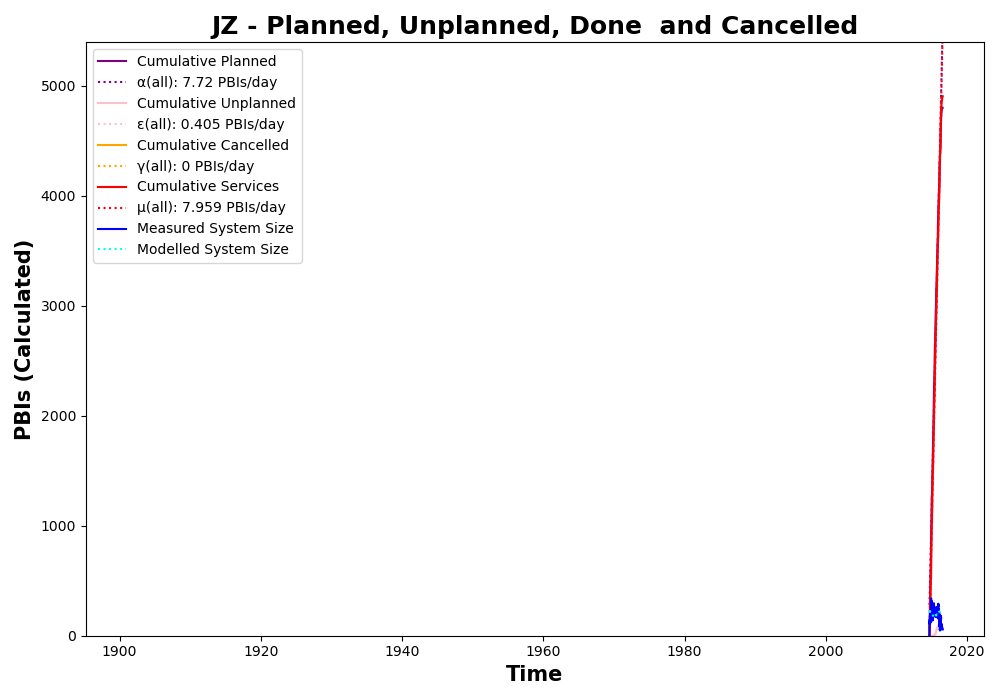 JZ - Planned, Unplanned, Done  and Cancelled
Cumulative Planned
α(all): 7.72 PBIs/day
Cumulative Unplanned
ε(all): 0.405 PBIs/day
Cumulative Cancelled
γ(all): 0 PBIs/day
Cumulative Services
μ(all): 7.959 PBIs/day
Measured System Size
Modelled System Size
PBIs (Calculated)
5000
4000
3000
2000
1000
0
1900 1920 1940 1960 1980 2000 2020
Time